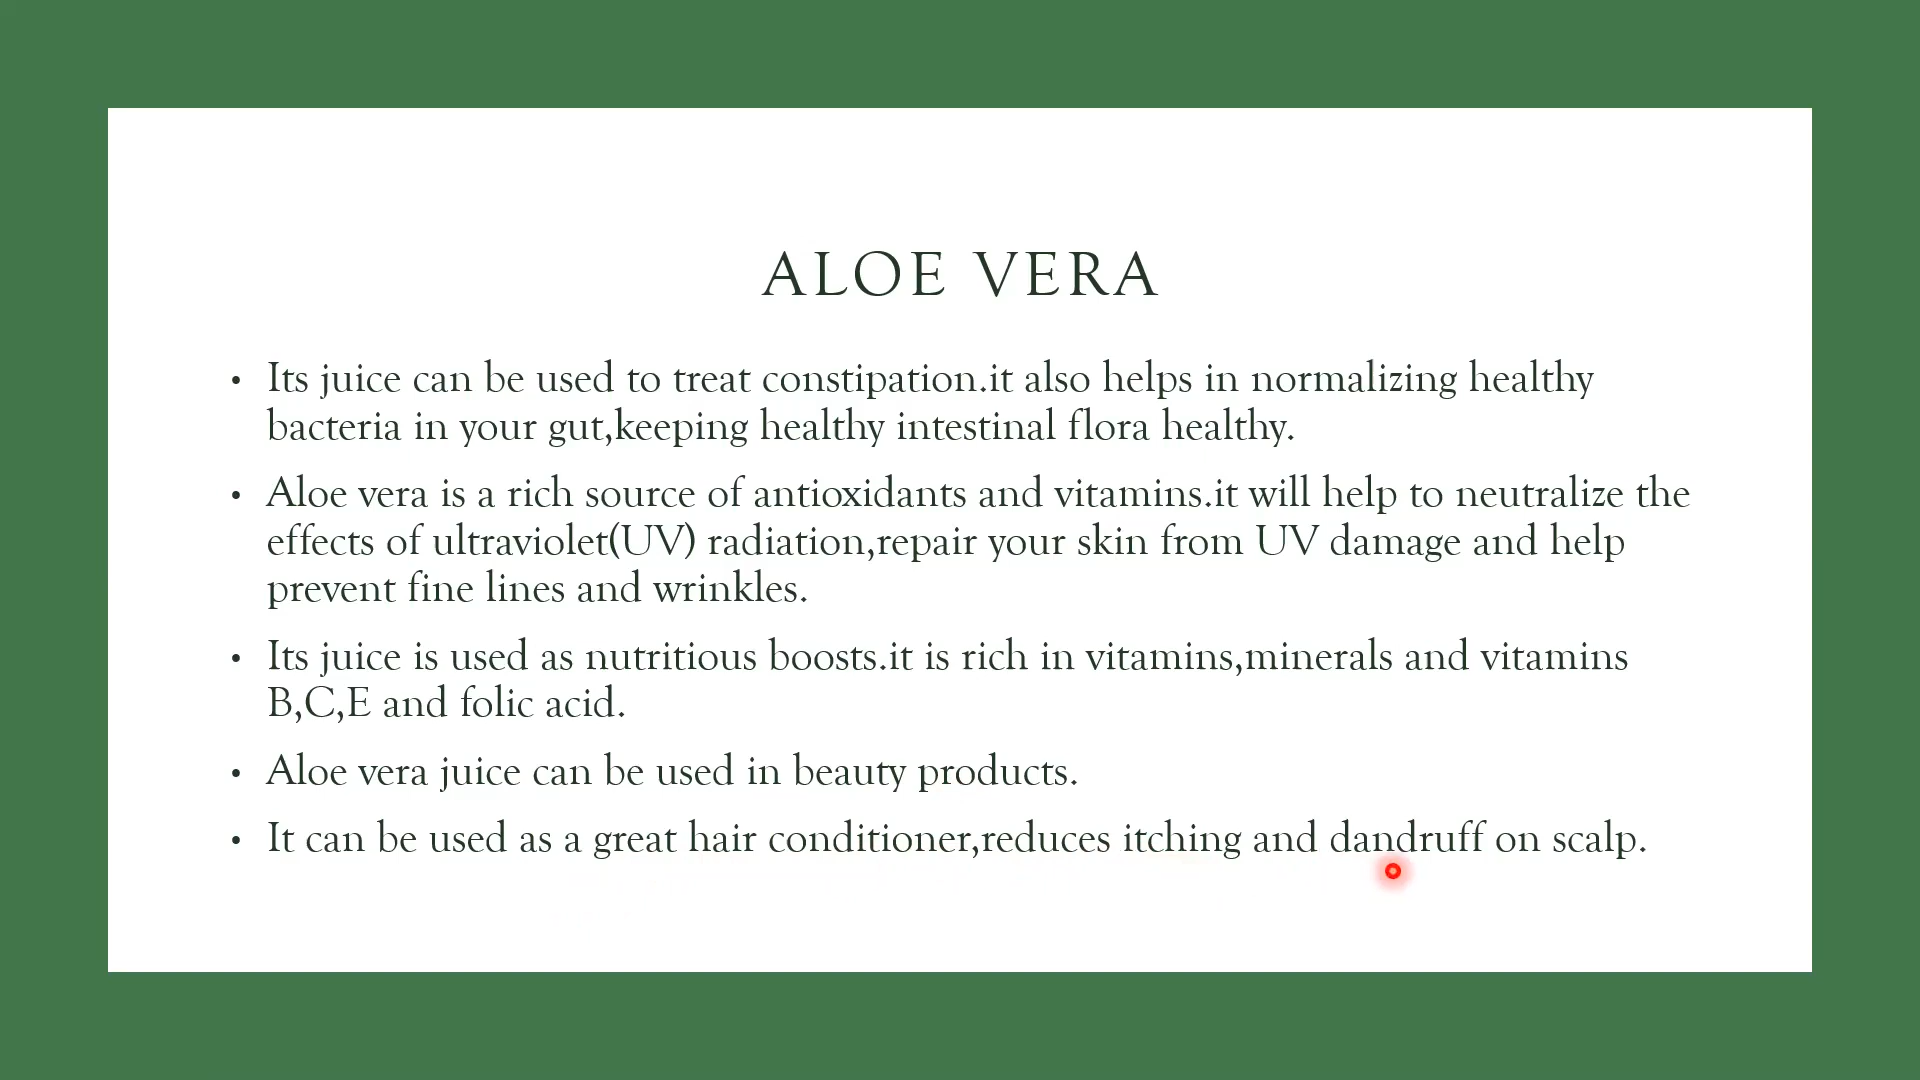 ALOE VERA
• Its juice can be used to treat constipation.it also helps in normalizing healthy
bacteria in your gut,keeping healthy intestinal flora healthy.
• Aloe vera is a rich source of antioxidants and vitamins.it will help to neutralize the
effects of ultraviolet(UV) radiation,repair your skin from UV damage and help
prevent fine lines and wrinkles.
• Its juice is used as nutritious boosts.it is rich in vitamins,minerals and vitamins
B,C,E and folic acid.
• Aloe vera juice can be used in beauty products.
• It can be used as a great hair conditioner,reduces itching and dandruff on scalp.